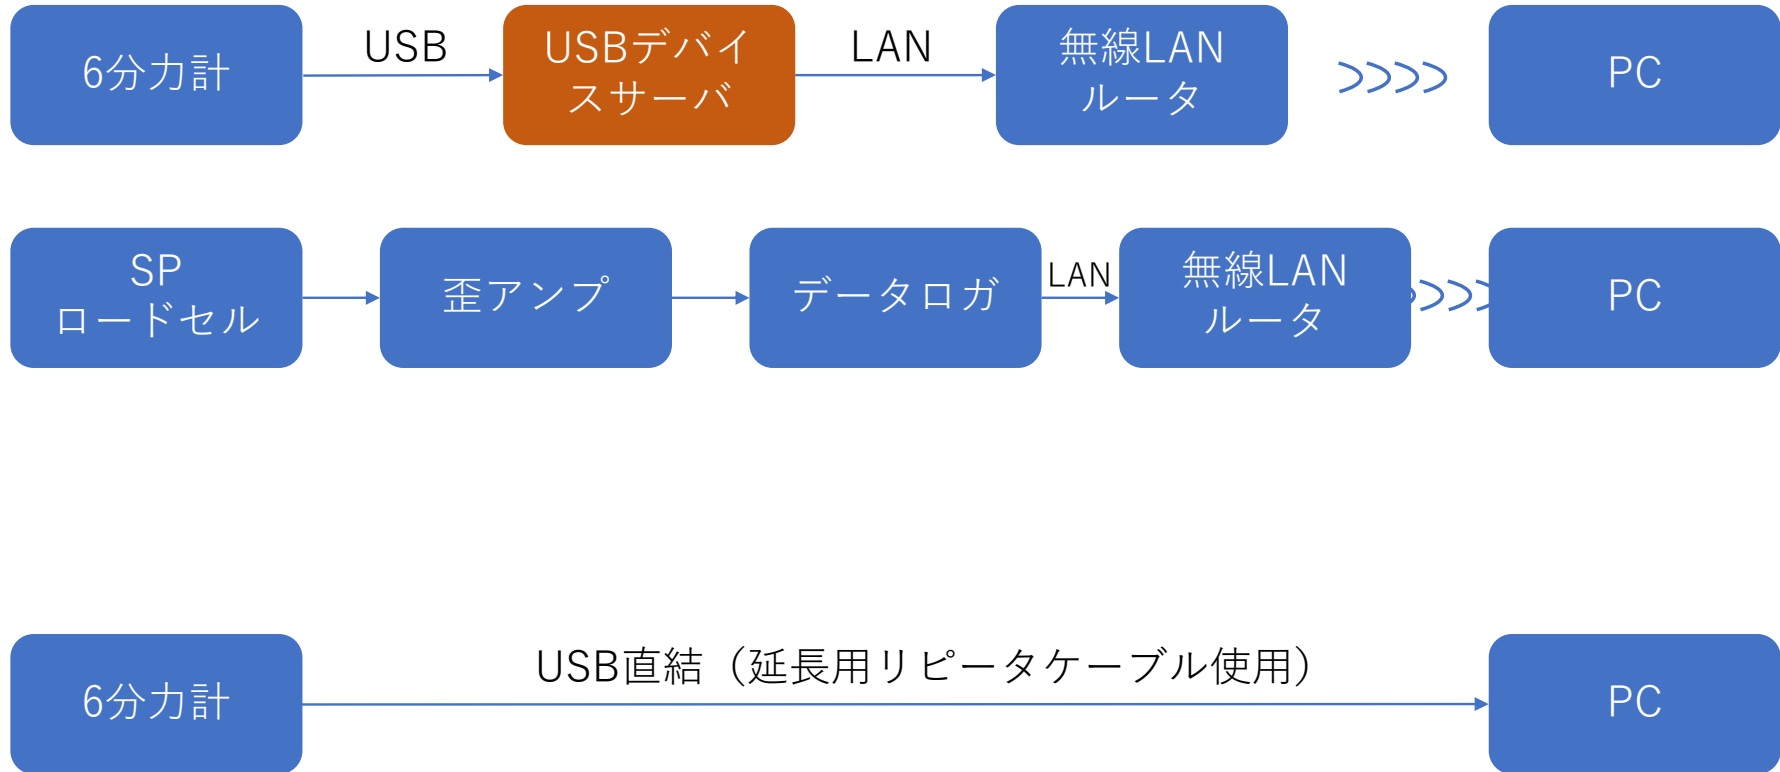 6分力計
USB
USBデバイ
スサーバ
LAN
無線LAN
ルータ
PC
SP
ロードセル
歪アンプ
データロガ
LAN
無線LAN
ルータ
PC
6分力計
USB直結（延長用リピータケーブル使用）
PC